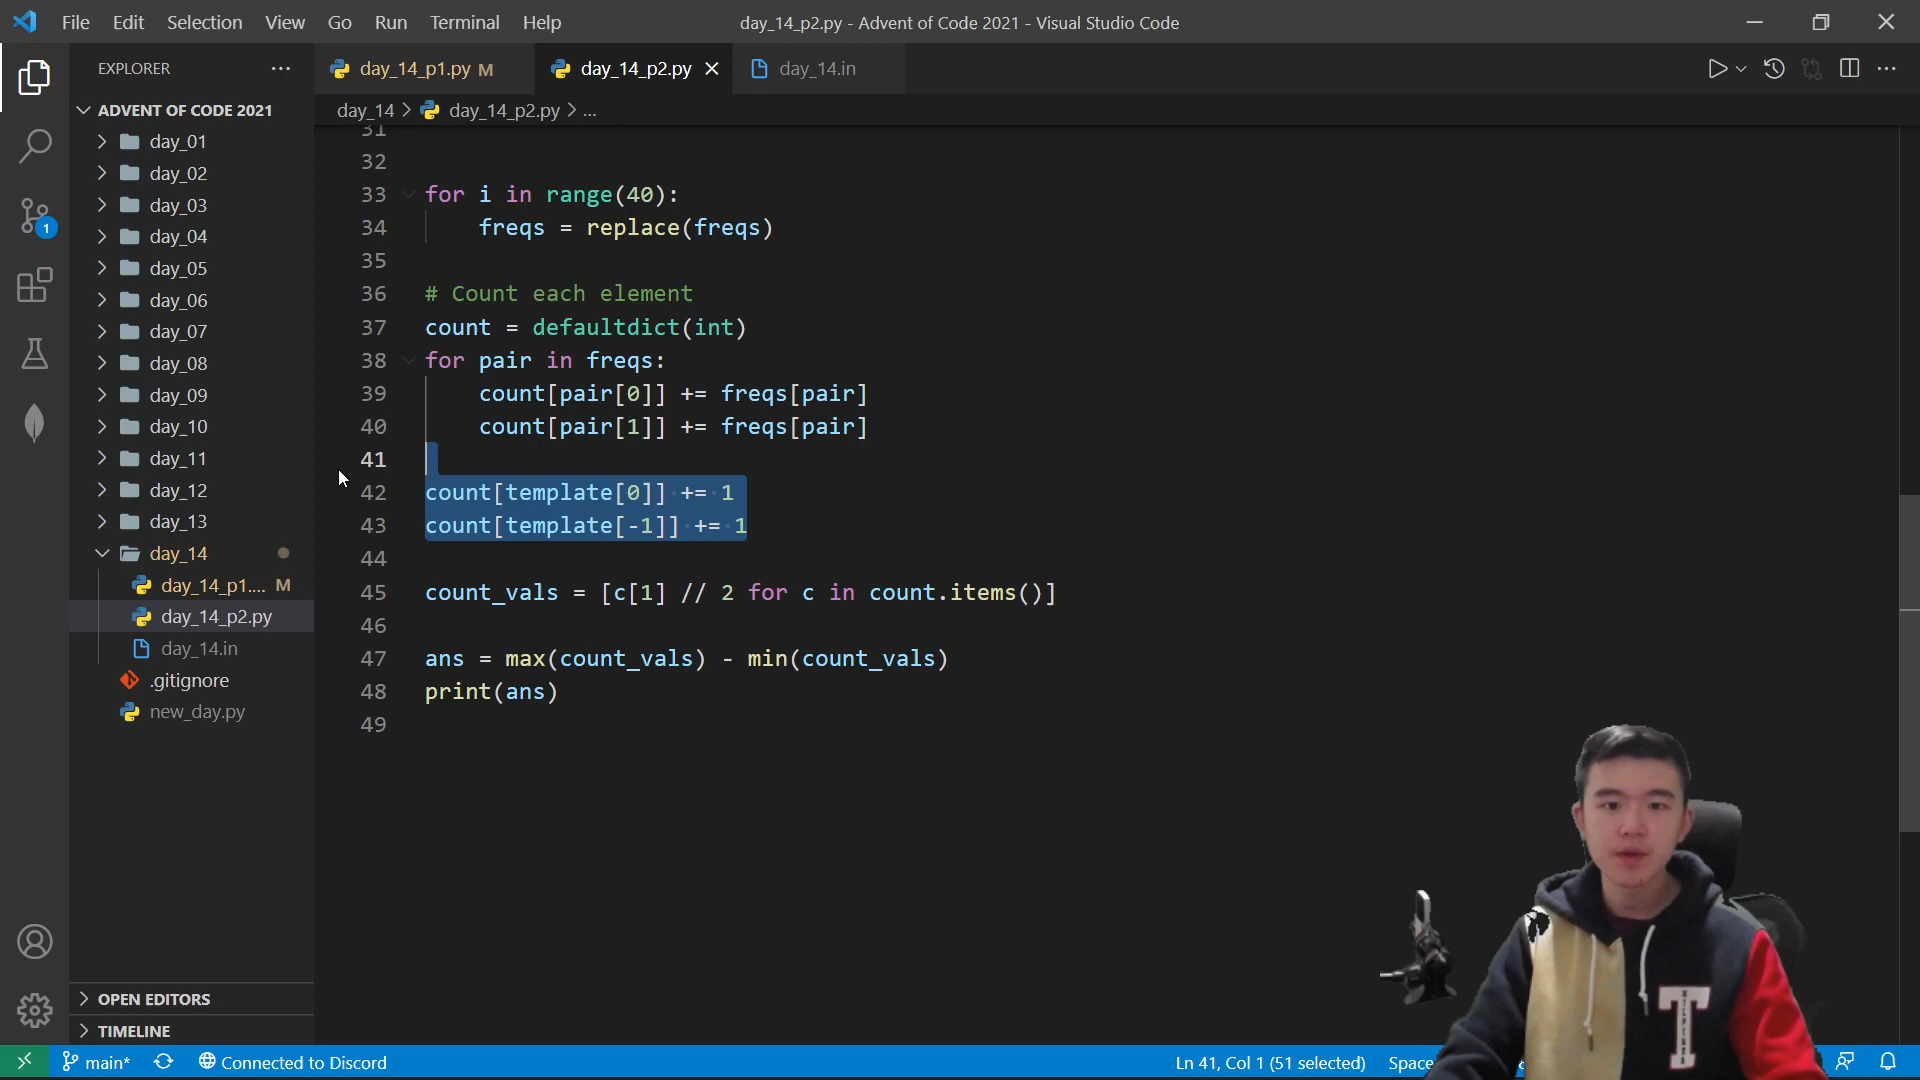 File Edit Selection View Go Run Terminal Help
day_14_p2.py - Advent of Code 2021 - Visual Studio Code
EXPLORER
day_14_p1.py M
day_14_p2.py
day_14.in
ADVENT OF CODE 2021
day_14 > day_14_p2.py > ...
day_01
day_02
day_03
day_04
day_05
day_06
day_07
day_08
day_09
day_10
day_11
day_12
day_13
day_14
day_14_p1.... M
day_14_p2.py
day_14.in
.gitignore
new_day.py
OPEN EDITORS
TIMELINE
1
31
32
33 for i in range(40):
34 freqs = replace(freqs)
35
36 # Count each element
37 count = defaultdict(int)
38 for pair in freqs:
39 count[pair[0]] += freqs[pair]
40 count[pair[1]] += freqs[pair]
41
42 count[template[0]] += 1
43 count[template[-1]] += 1
44
45 count_vals = [c[1] // 2 for c in count.items()]
46
47 ans = max(count_vals) - min(count_vals)
48 print(ans)
49
T
main* Connected to Discord
Ln 41, Col 1 (51 selected)